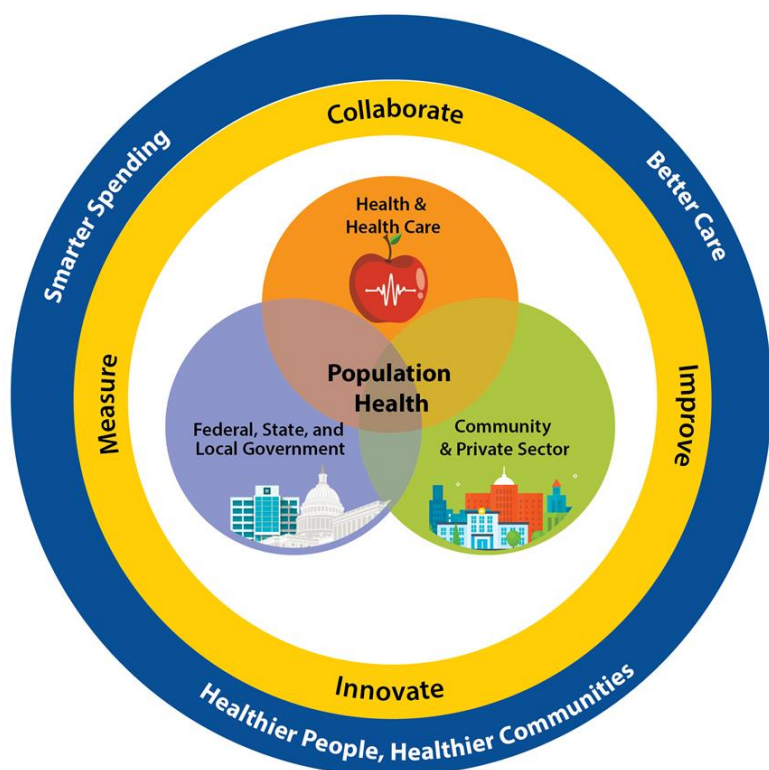 Smarter Spending
Better Care
Collaborate
Measure
Improve
Health &
Health Care
Population
Health
Federal, State, and
Local Government
Community
& Private Sector
Innovate
Healthier People, Healthier Communities